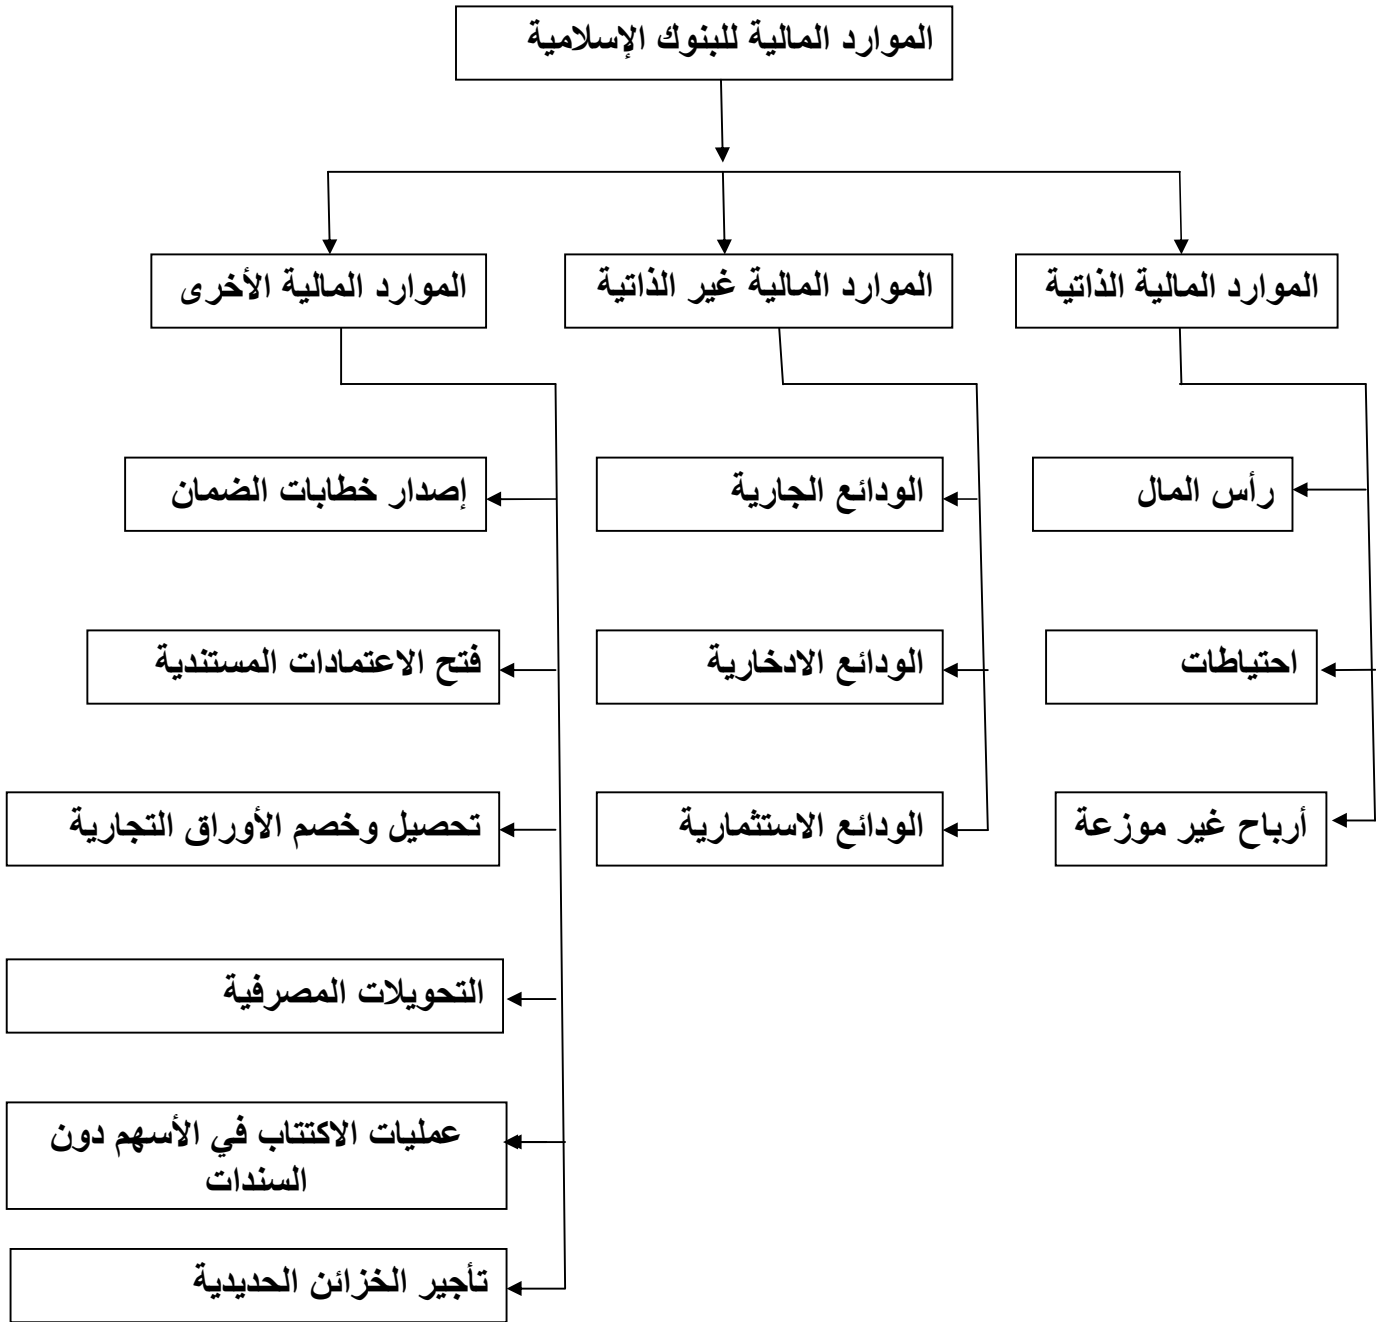 الموارد المالية للبنوك الإسلامية
الموارد المالية الذاتية
الموارد المالية غير الذاتية
الموارد المالية الأخرى
رأس المال
احتياطات
أرباح غير موزعة
الودائع الجارية
الودائع الادخارية
الودائع الاستثمارية
إصدار خطابات الضمان
فتح الاعتمادات المستندية
تحصيل وخصم الأوراق التجارية
التحويلات المصرفية
عمليات الاكتتاب في الأسهم دون
السندات
تأجير الخزائن الحديدية